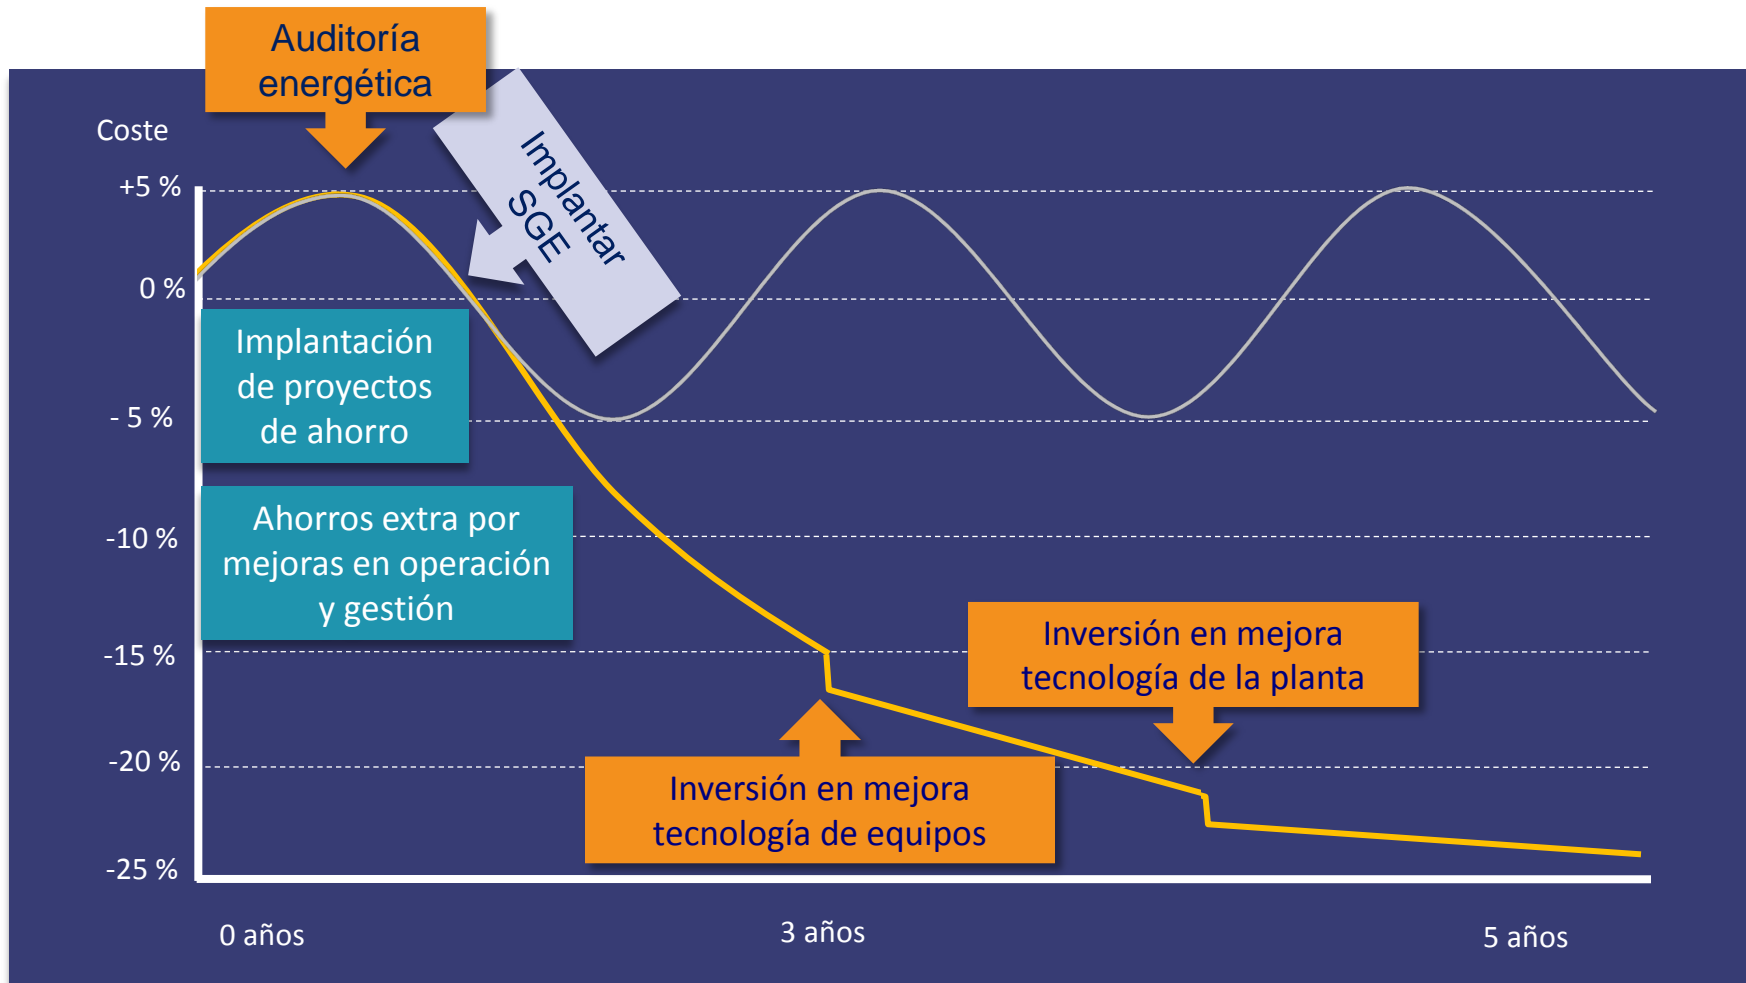 Auditoría
energética
Coste
Implantar
SGE
+5 %
0 %
Implantación
de proyectos
de ahorro
- 5 %
Ahorros extra por
mejoras en operación
y gestión
-10 %
-15 %
Inversión en mejora
tecnología de la planta
-20 %
Inversión en mejora
tecnología de equipos
-25 %
0 años
3 años
5 años